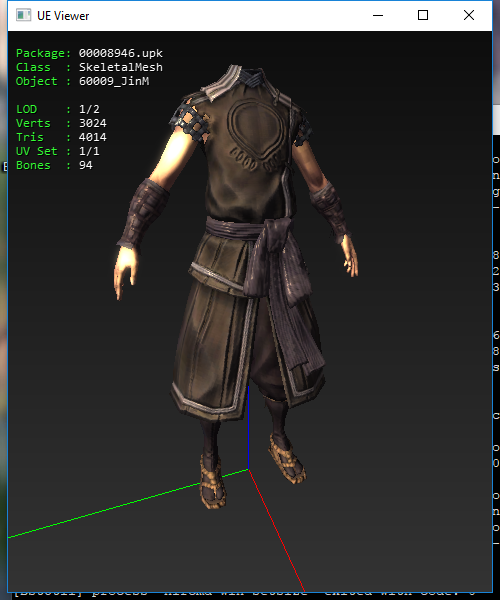 UE Viewer
Package: 00008946.upk
Class : SkeletalMesh
Object : 60009_JinM
LOD : 1/2
Verts : 3024
Tris : 4014
UV Set : 1/1
Bones : 94